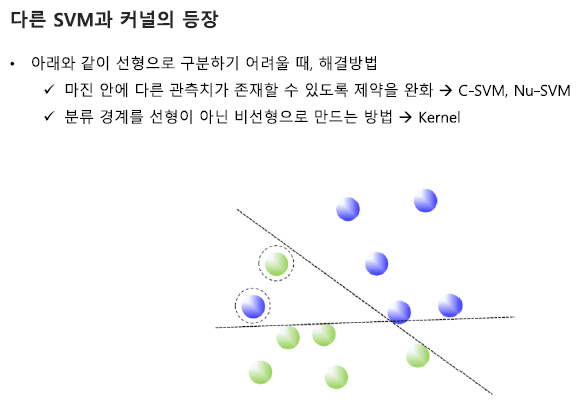 다른 SVM과 커널의 등장
• 아래와 같이 선형으로 구분하기 어려울 때, 해결방법
✓ 마진 안에 다른 관측치가 존재할 수 있도록 제약을 완화 → C-SVM, Nu-SVM
✓ 분류 경계를 선형이 아닌 비선형으로 만드는 방법 → Kernel